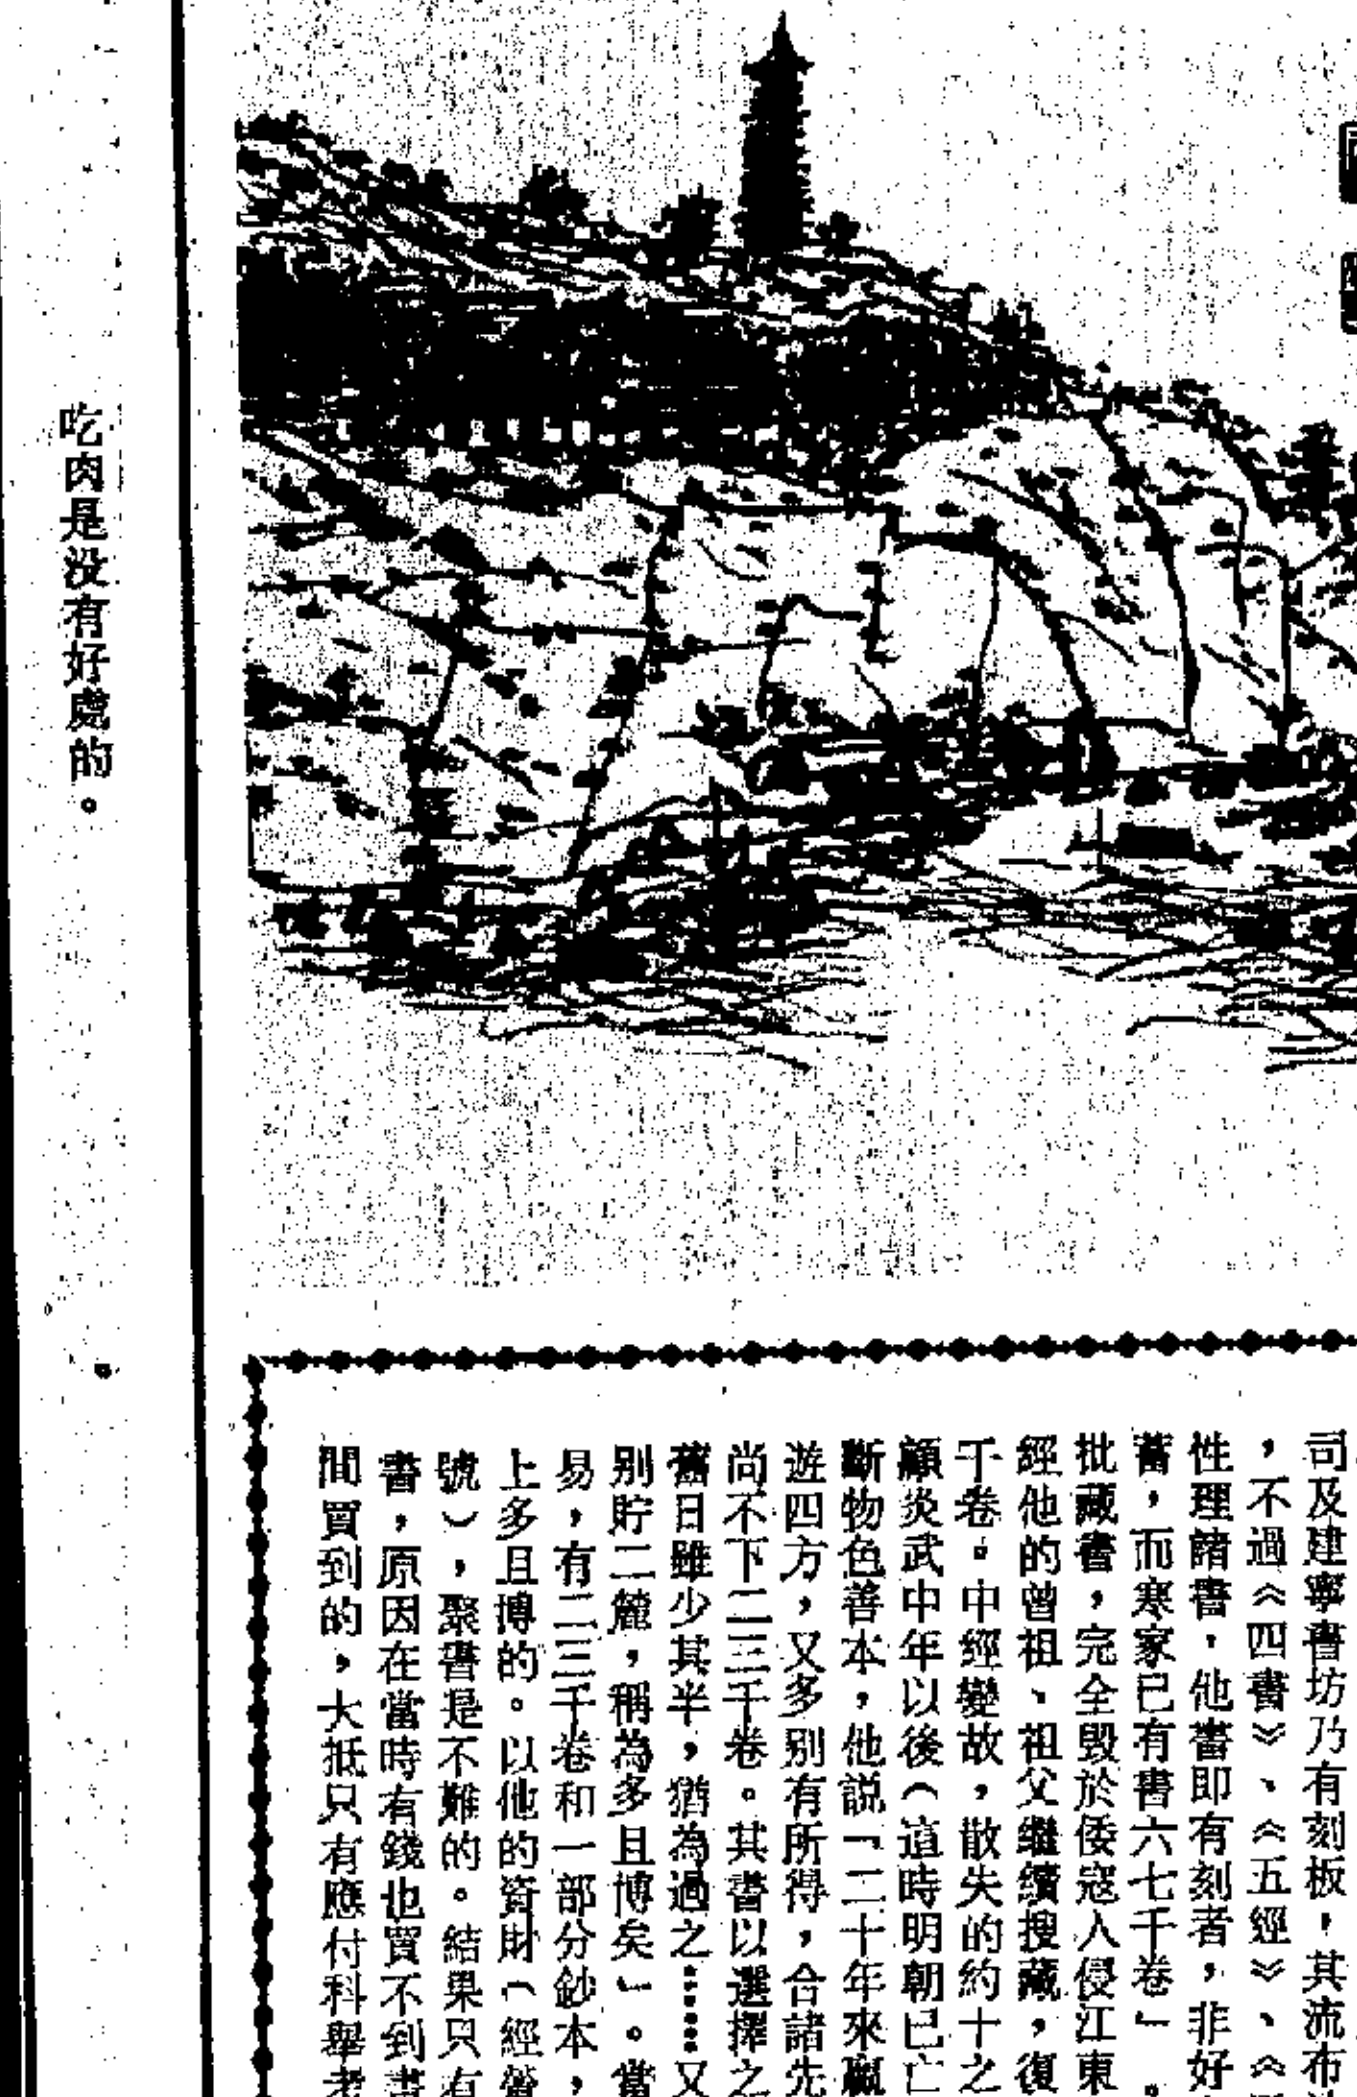 司及建寧書坊乃有刻板，其流布
，不過《四書》、《五經》、《
性理諸書，他書即有刻者，非好
蓄，而寒家已有書六七千卷」。
批藏書，完全毀於倭寇入侵江東
經他的曾祖、祖父繼續搜藏，復
千卷。中經變故，散失的約十之
顧炎武中年以後（這時明朝已亡
斷物色善本，他説「二十年來贏
遊四方，又多別有所得，合諸先
尚不下二三千卷。其書以選擇之
舊日雖少其半，猶為過之……又
别貯二簏，稱為多且博矣」。當
易，有二三千卷和一部分鈔本，
上多且博的。以他的資財（經營
號），聚書是不難的。結果只有
書，原因在當時有錢也買不到書
間買到的，大抵只有應付科舉考
吃肉是没有好處的。